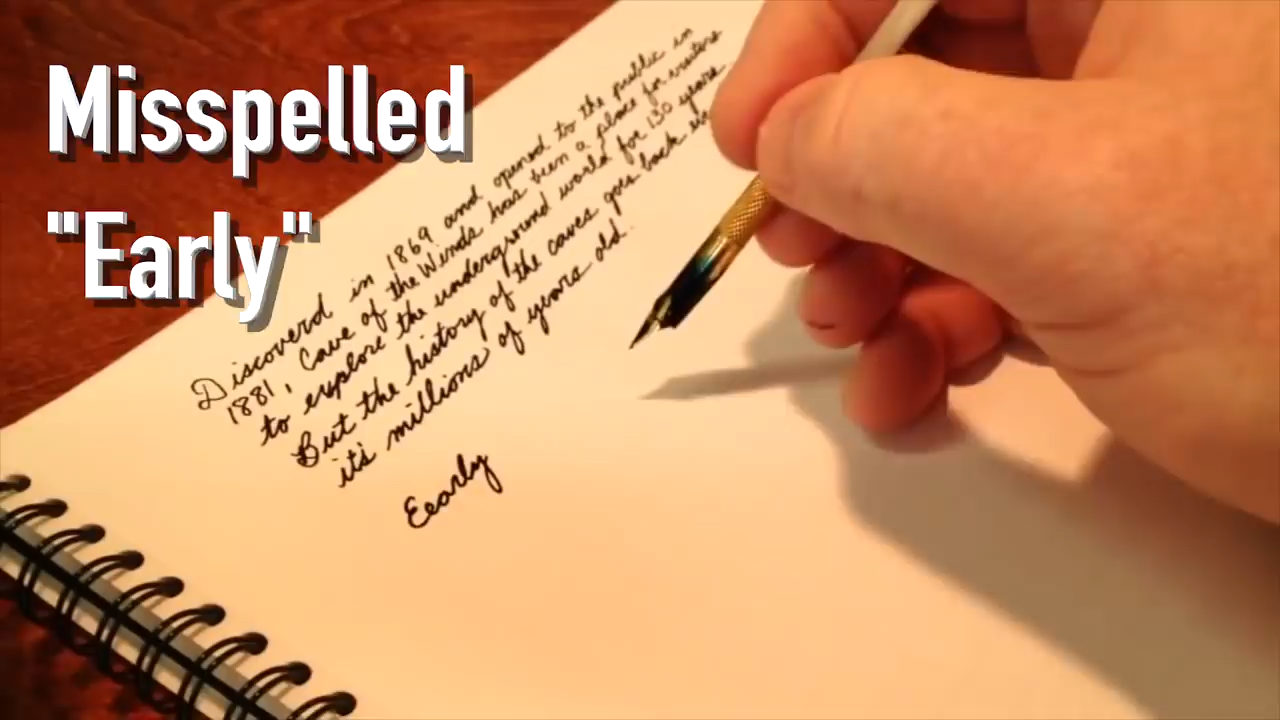 Misspelled
"Early"
Discoverd in 1869 and opened to the public in
1881, Cave of the Winds has been a place for visitors
to explore the underground world for 130 years
But the history of the caves goes back in
it's millions of years old.
Eearly